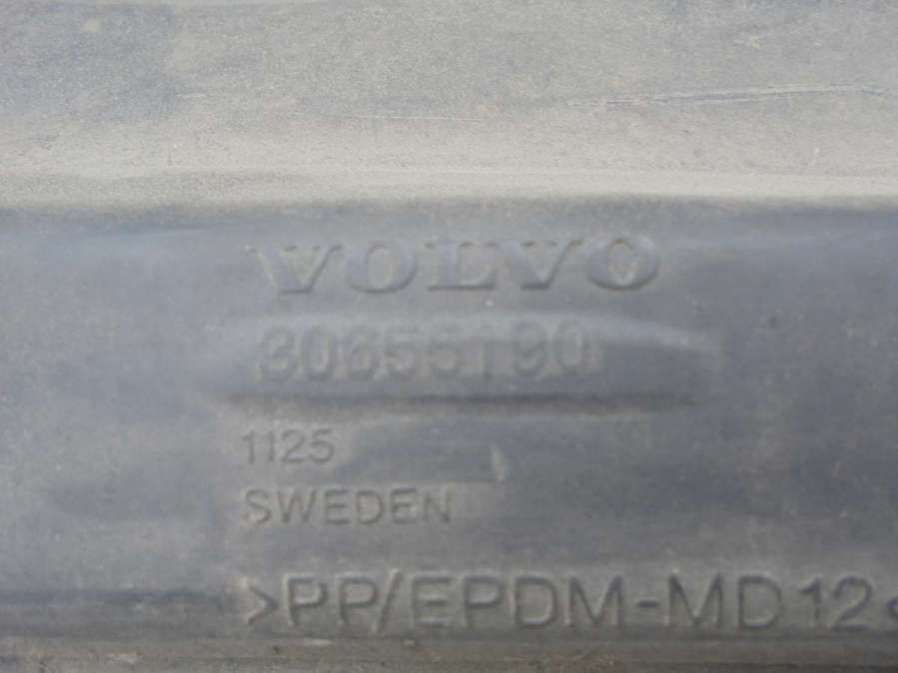 VOLVO
30655190
1125
SWEDEN
>PP/EPDM-MD12<